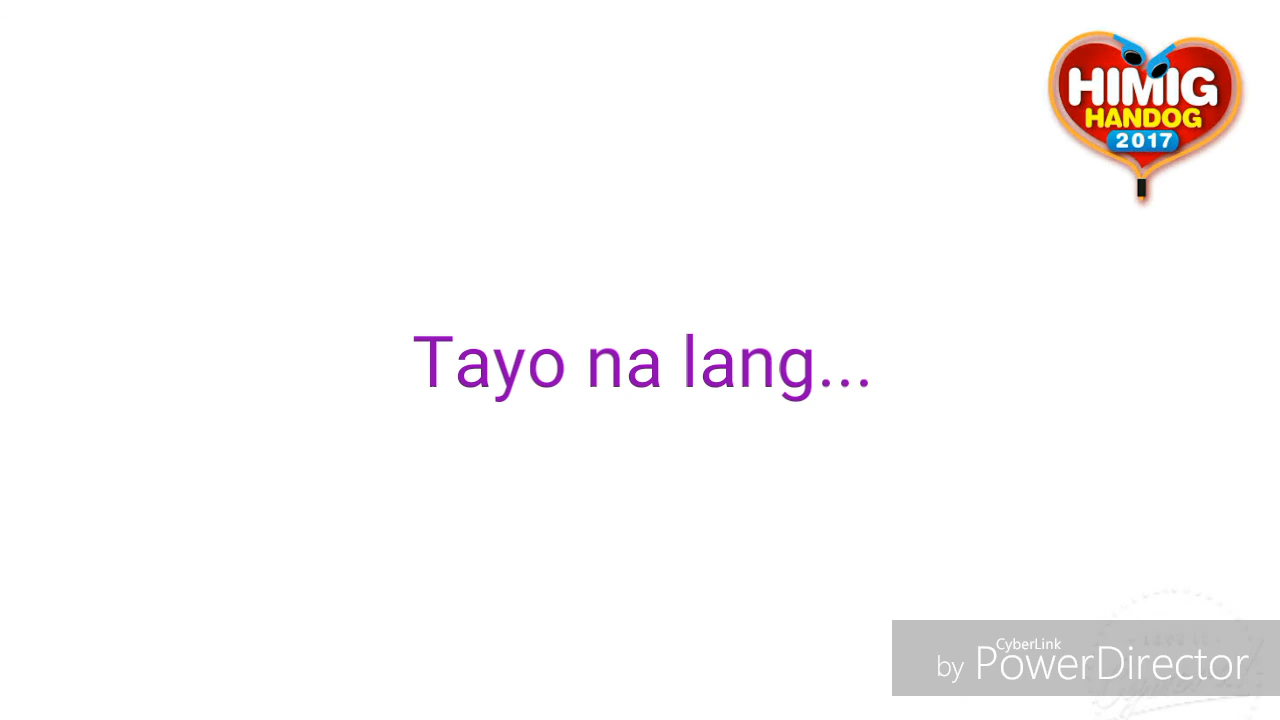 HIMIG
HANDOG
2017
Tayo na lang...
CyberLink
by PowerDirector